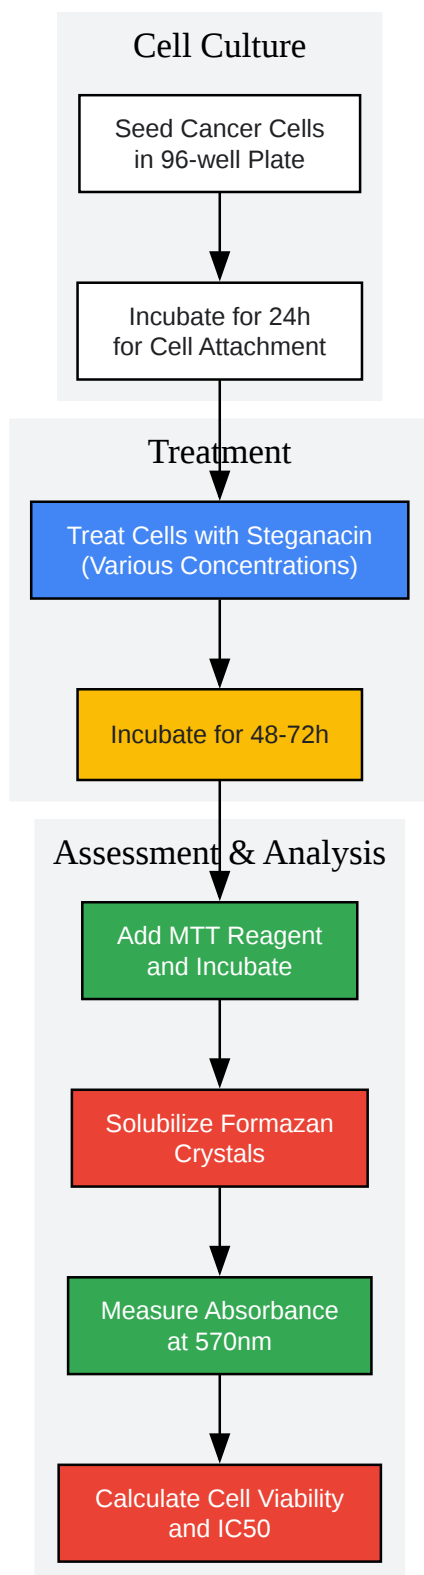 Cell Culture
Seed Cancer Cells
in 96-well Plate
Incubate for 24h
for Cell Attachment
Treatment
Treat Cells with Steganacin
(Various Concentrations)
Incubate for 48-72h
Assessment & Analysis
Add MTT Reagent
and Incubate
Solubilize Formazan
Crystals
Measure Absorbance
at 570nm
Calculate Cell Viability
and IC50